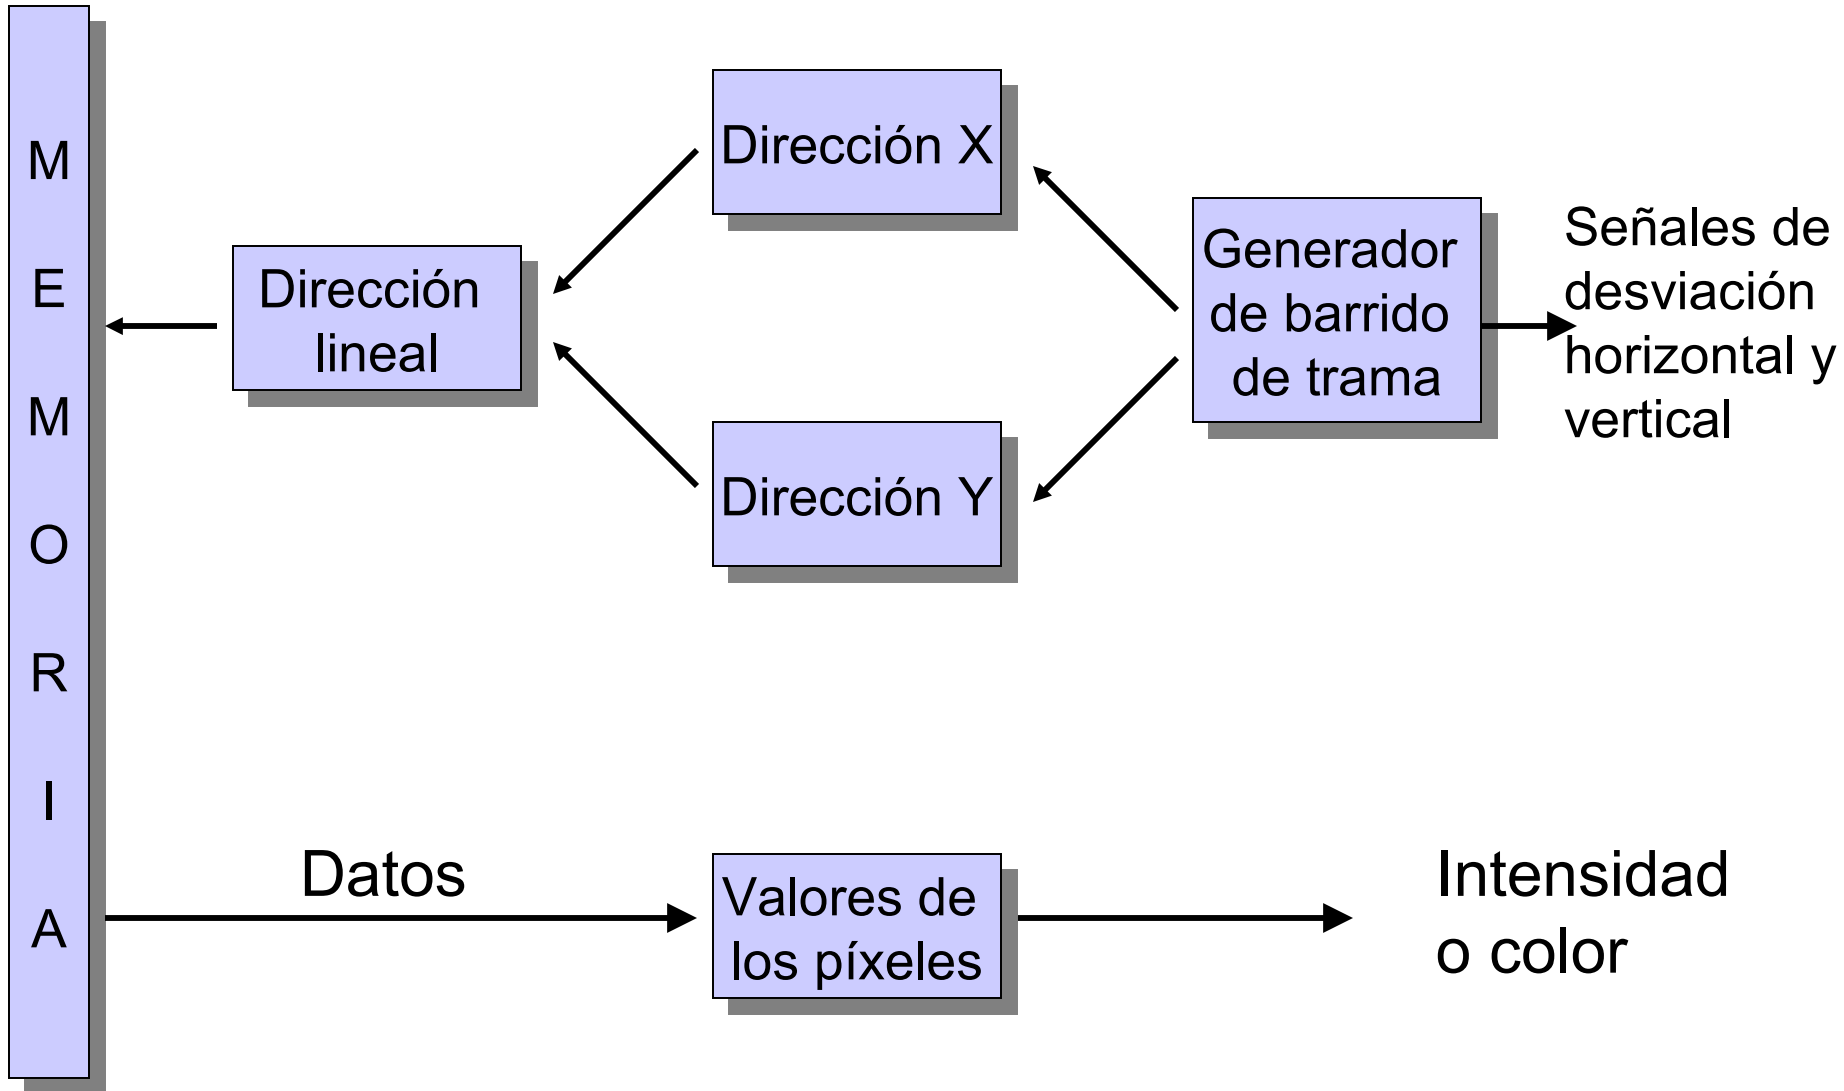 MEMORIA
Dirección X
Dirección
lineal
Generador
de barrido
de trama
Señales de
desviación
horizontal y
vertical
Dirección Y
Datos
Valores de
los píxeles
Intensidad
o color